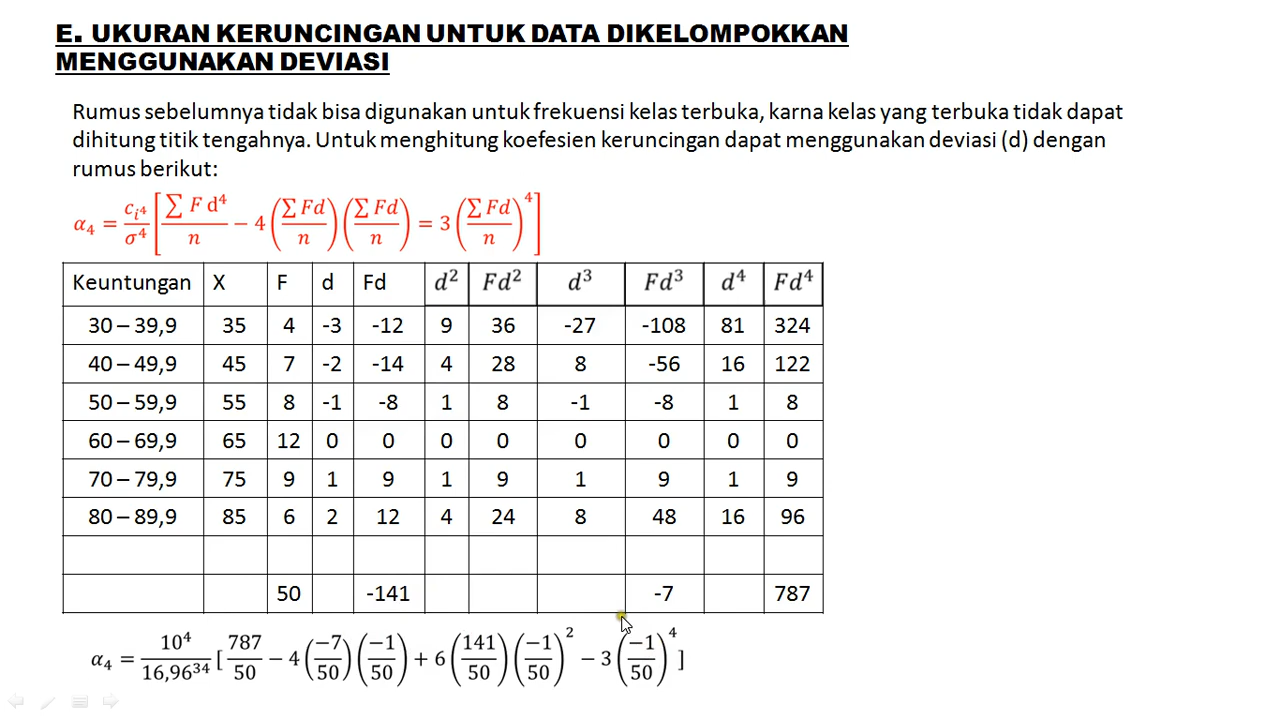 E. UKURAN KERUNCINGAN UNTUK DATA DIKELOMPOKKAN
MENGGUNAKAN DEVIASI
Rumus sebelumnya tidak bisa digunakan untuk frekuensi kelas terbuka, karna kelas yang terbuka tidak dapat
dihitung titik tengahnya. Untuk menghitung koefesien keruncingan dapat menggunakan deviasi (d) dengan
rumus berikut:
α₄ = c_{i⁴}/σ⁴ [ ∑ F d⁴/n − 4 (∑ Fd/n) (∑ Fd/n) = 3 (∑ Fd/n)⁴ ]
Keuntungan X F d Fd d² Fd² d³ Fd³ d⁴ Fd⁴
30 – 39,9 35 4 -3 -12 9 36 -27 -108 81 324
40 – 49,9 45 7 -2 -14 4 28 8 -56 16 122
50 – 59,9 55 8 -1 -8 1 8 -1 -8 1 8
60 – 69,9 65 12 0 0 0 0 0 0 0 0
70 – 79,9 75 9 1 9 1 9 1 9 1 9
80 – 89,9 85 6 2 12 4 24 8 48 16 96
50 -141 -7 787
α₄ = 10⁴/16,96³⁴ [ 787/50 − 4 (−7/50) (−1/50) + 6 (141/50) (−1/50)² − 3 (−1/50)⁴ ]